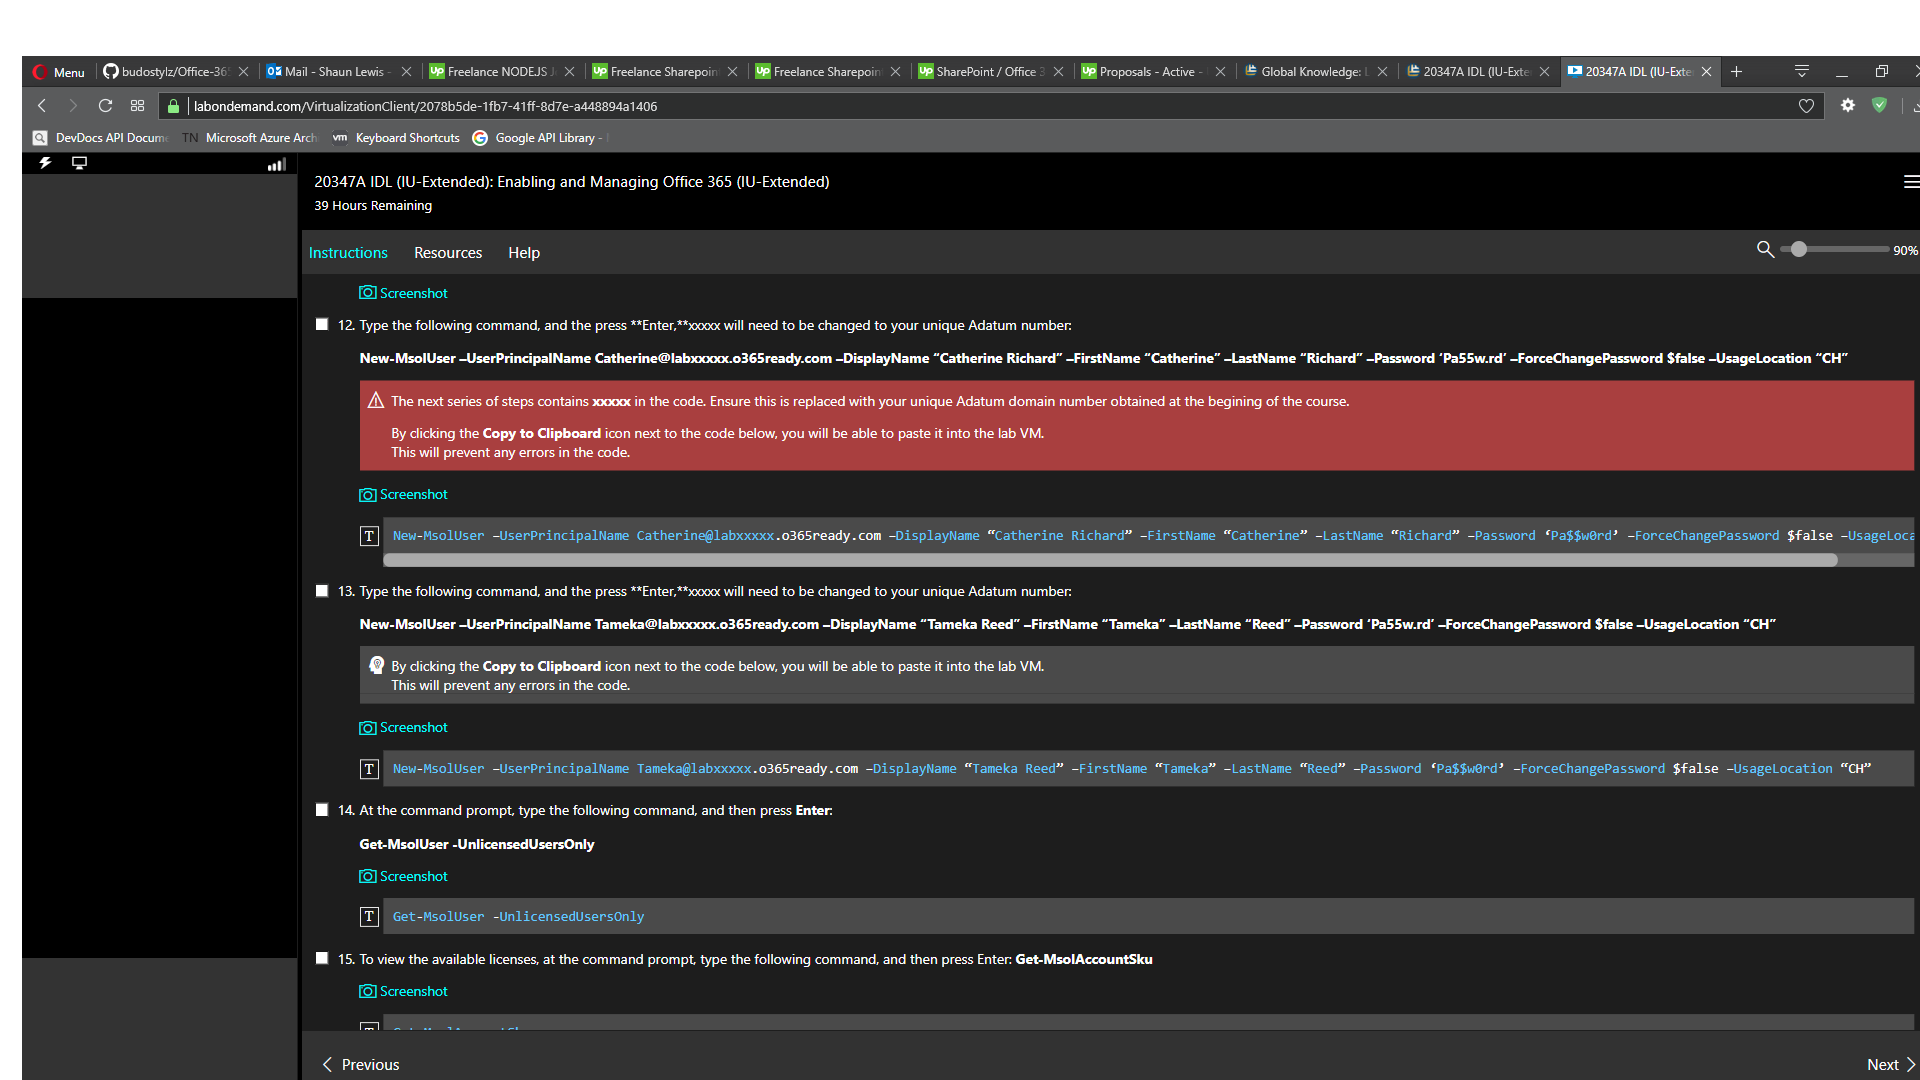 Menu budostylz/Office-365 Mail - Shaun Lewis - Freelance NODEJS J Freelance Sharepoint Freelance Sharepoint SharePoint / Office 3 Proposals - Active - Global Knowledge: L 20347A IDL (IU-Exte 20347A IDL (IU-Exte
labondemand.com/VirtualizationClient/2078b5de-1fb7-41ff-8d7e-a448894a1406
DevDocs API Docume TN Microsoft Azure Arch vm Keyboard Shortcuts Google API Library -
20347A IDL (IU-Extended): Enabling and Managing Office 365 (IU-Extended)
39 Hours Remaining
Instructions Resources Help 90%
Screenshot
12. Type the following command, and the press **Enter,**xxxxx will need to be changed to your unique Adatum number:
New-MsolUser –UserPrincipalName Catherine@labxxxxx.o365ready.com –DisplayName “Catherine Richard” –FirstName “Catherine” –LastName “Richard” –Password ‘Pa55w.rd’ –ForceChangePassword $false –UsageLocation “CH”
The next series of steps contains xxxxx in the code. Ensure this is replaced with your unique Adatum domain number obtained at the begining of the course.
By clicking the Copy to Clipboard icon next to the code below, you will be able to paste it into the lab VM.
This will prevent any errors in the code.
Screenshot
T New-MsolUser –UserPrincipalName Catherine@labxxxxx.o365ready.com –DisplayName “Catherine Richard” –FirstName “Catherine” –LastName “Richard” –Password ‘Pa$$w0rd’ –ForceChangePassword $false –UsageLoca
13. Type the following command, and the press **Enter,**xxxxx will need to be changed to your unique Adatum number:
New-MsolUser –UserPrincipalName Tameka@labxxxxx.o365ready.com –DisplayName “Tameka Reed” –FirstName “Tameka” –LastName “Reed” –Password ‘Pa55w.rd’ –ForceChangePassword $false –UsageLocation “CH”
By clicking the Copy to Clipboard icon next to the code below, you will be able to paste it into the lab VM.
This will prevent any errors in the code.
Screenshot
T New-MsolUser –UserPrincipalName Tameka@labxxxxx.o365ready.com –DisplayName “Tameka Reed” –FirstName “Tameka” –LastName “Reed” –Password ‘Pa$$w0rd’ –ForceChangePassword $false –UsageLocation “CH”
14. At the command prompt, type the following command, and then press Enter:
Get-MsolUser -UnlicensedUsersOnly
Screenshot
T Get-MsolUser -UnlicensedUsersOnly
15. To view the available licenses, at the command prompt, type the following command, and then press Enter: Get-MsolAccountSku
Screenshot
Previous Next